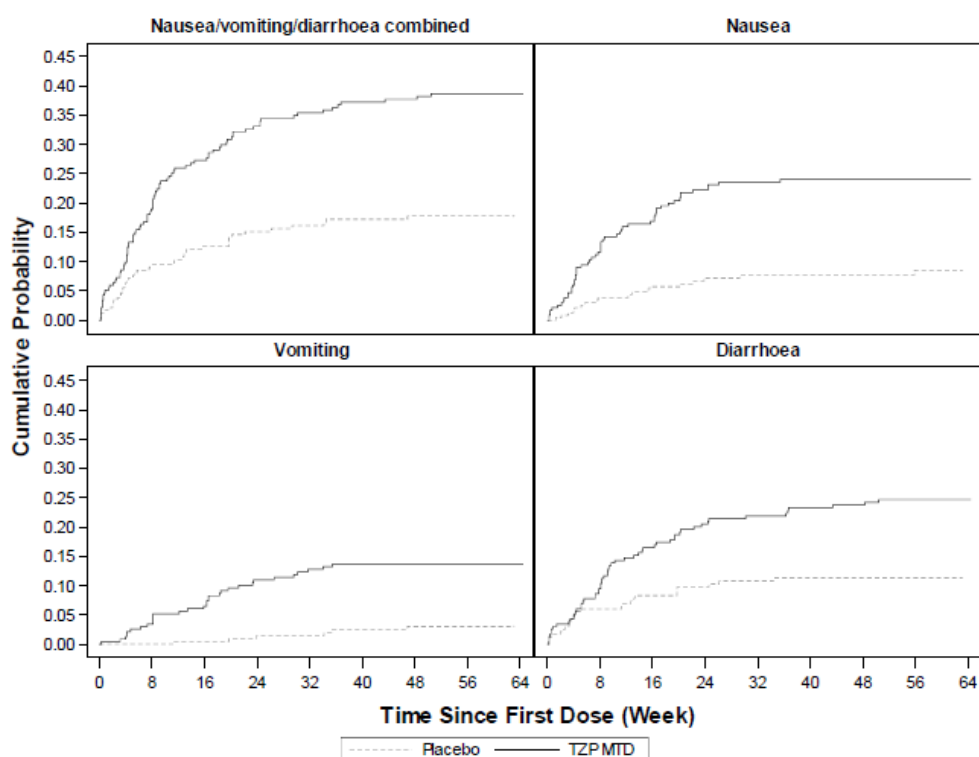 Nausea/vomiting/diarrhoea combined
Nausea
0.45
0.40
0.35
0.30
0.25
0.20
0.15
0.10
0.05
0.00
Vomiting
Diarrhoea
0.45
0.40
0.35
0.30
0.25
0.20
0.15
0.10
0.05
0.00
Cumulative Probability
0 8 16 24 32 40 48 56 64
0 8 16 24 32 40 48 56 64
Time Since First Dose (Week)
Placebo TZP MTD